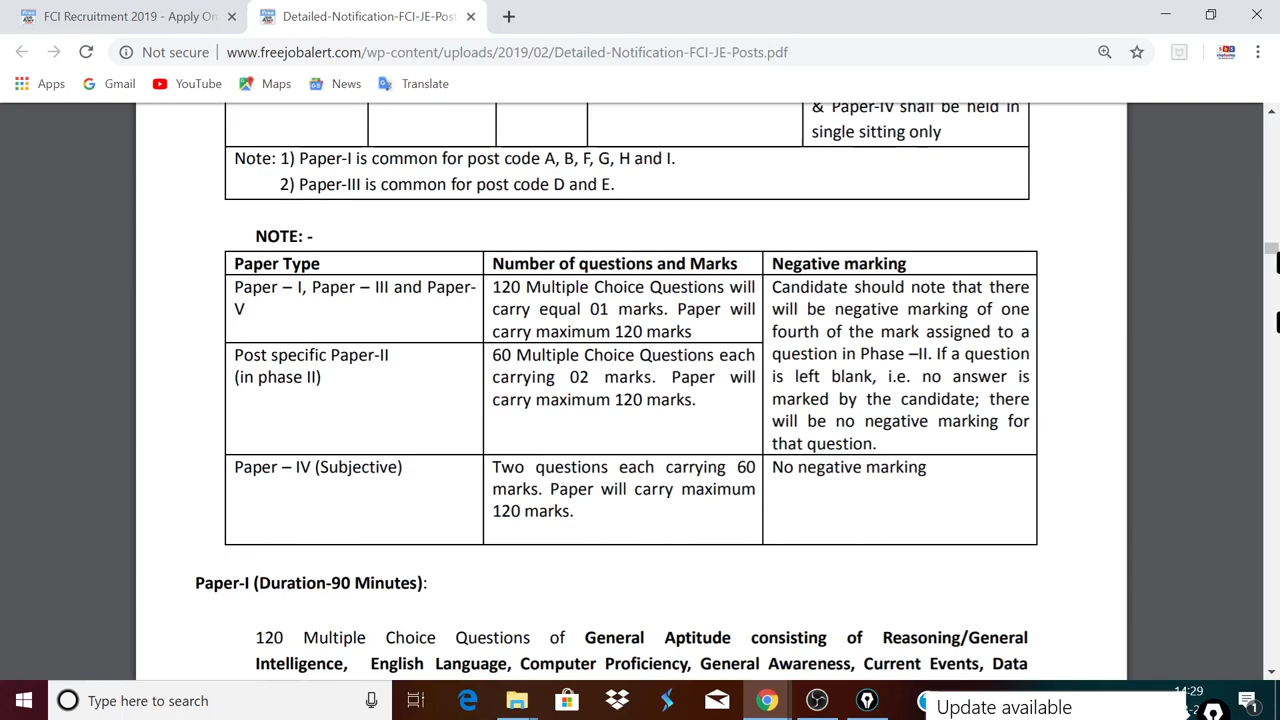 FCI Recruitment 2019 - Apply On
Detailed-Notification-FCI-JE-Post
Not secure
www.freejobalert.com/wp-content/uploads/2019/02/Detailed-Notification-FCI-JE-Posts.pdf
Apps
Gmail
YouTube
Maps
News
Translate
& Paper-IV shall be held in
single sitting only
Note: 1) Paper-I is common for post code A, B, F, G, H and I.
2) Paper-III is common for post code D and E.
NOTE: -
Paper Type
Number of questions and Marks
Negative marking
Paper – I, Paper – III and Paper-
V
120 Multiple Choice Questions will
carry equal 01 marks. Paper will
carry maximum 120 marks
Candidate should note that there
will be negative marking of one
fourth of the mark assigned to a
question in Phase –II. If a question
is left blank, i.e. no answer is
marked by the candidate; there
will be no negative marking for
that question.
Post specific Paper-II
(in phase II)
60 Multiple Choice Questions each
carrying 02 marks. Paper will
carry maximum 120 marks.
Paper – IV (Subjective)
Two questions each carrying 60
marks. Paper will carry maximum
120 marks.
No negative marking
Paper-I (Duration-90 Minutes):
120 Multiple Choice Questions of General Aptitude consisting of Reasoning/General
Intelligence, English Language, Computer Proficiency, General Awareness, Current Events, Data
Type here to search
Update available
14:29
1